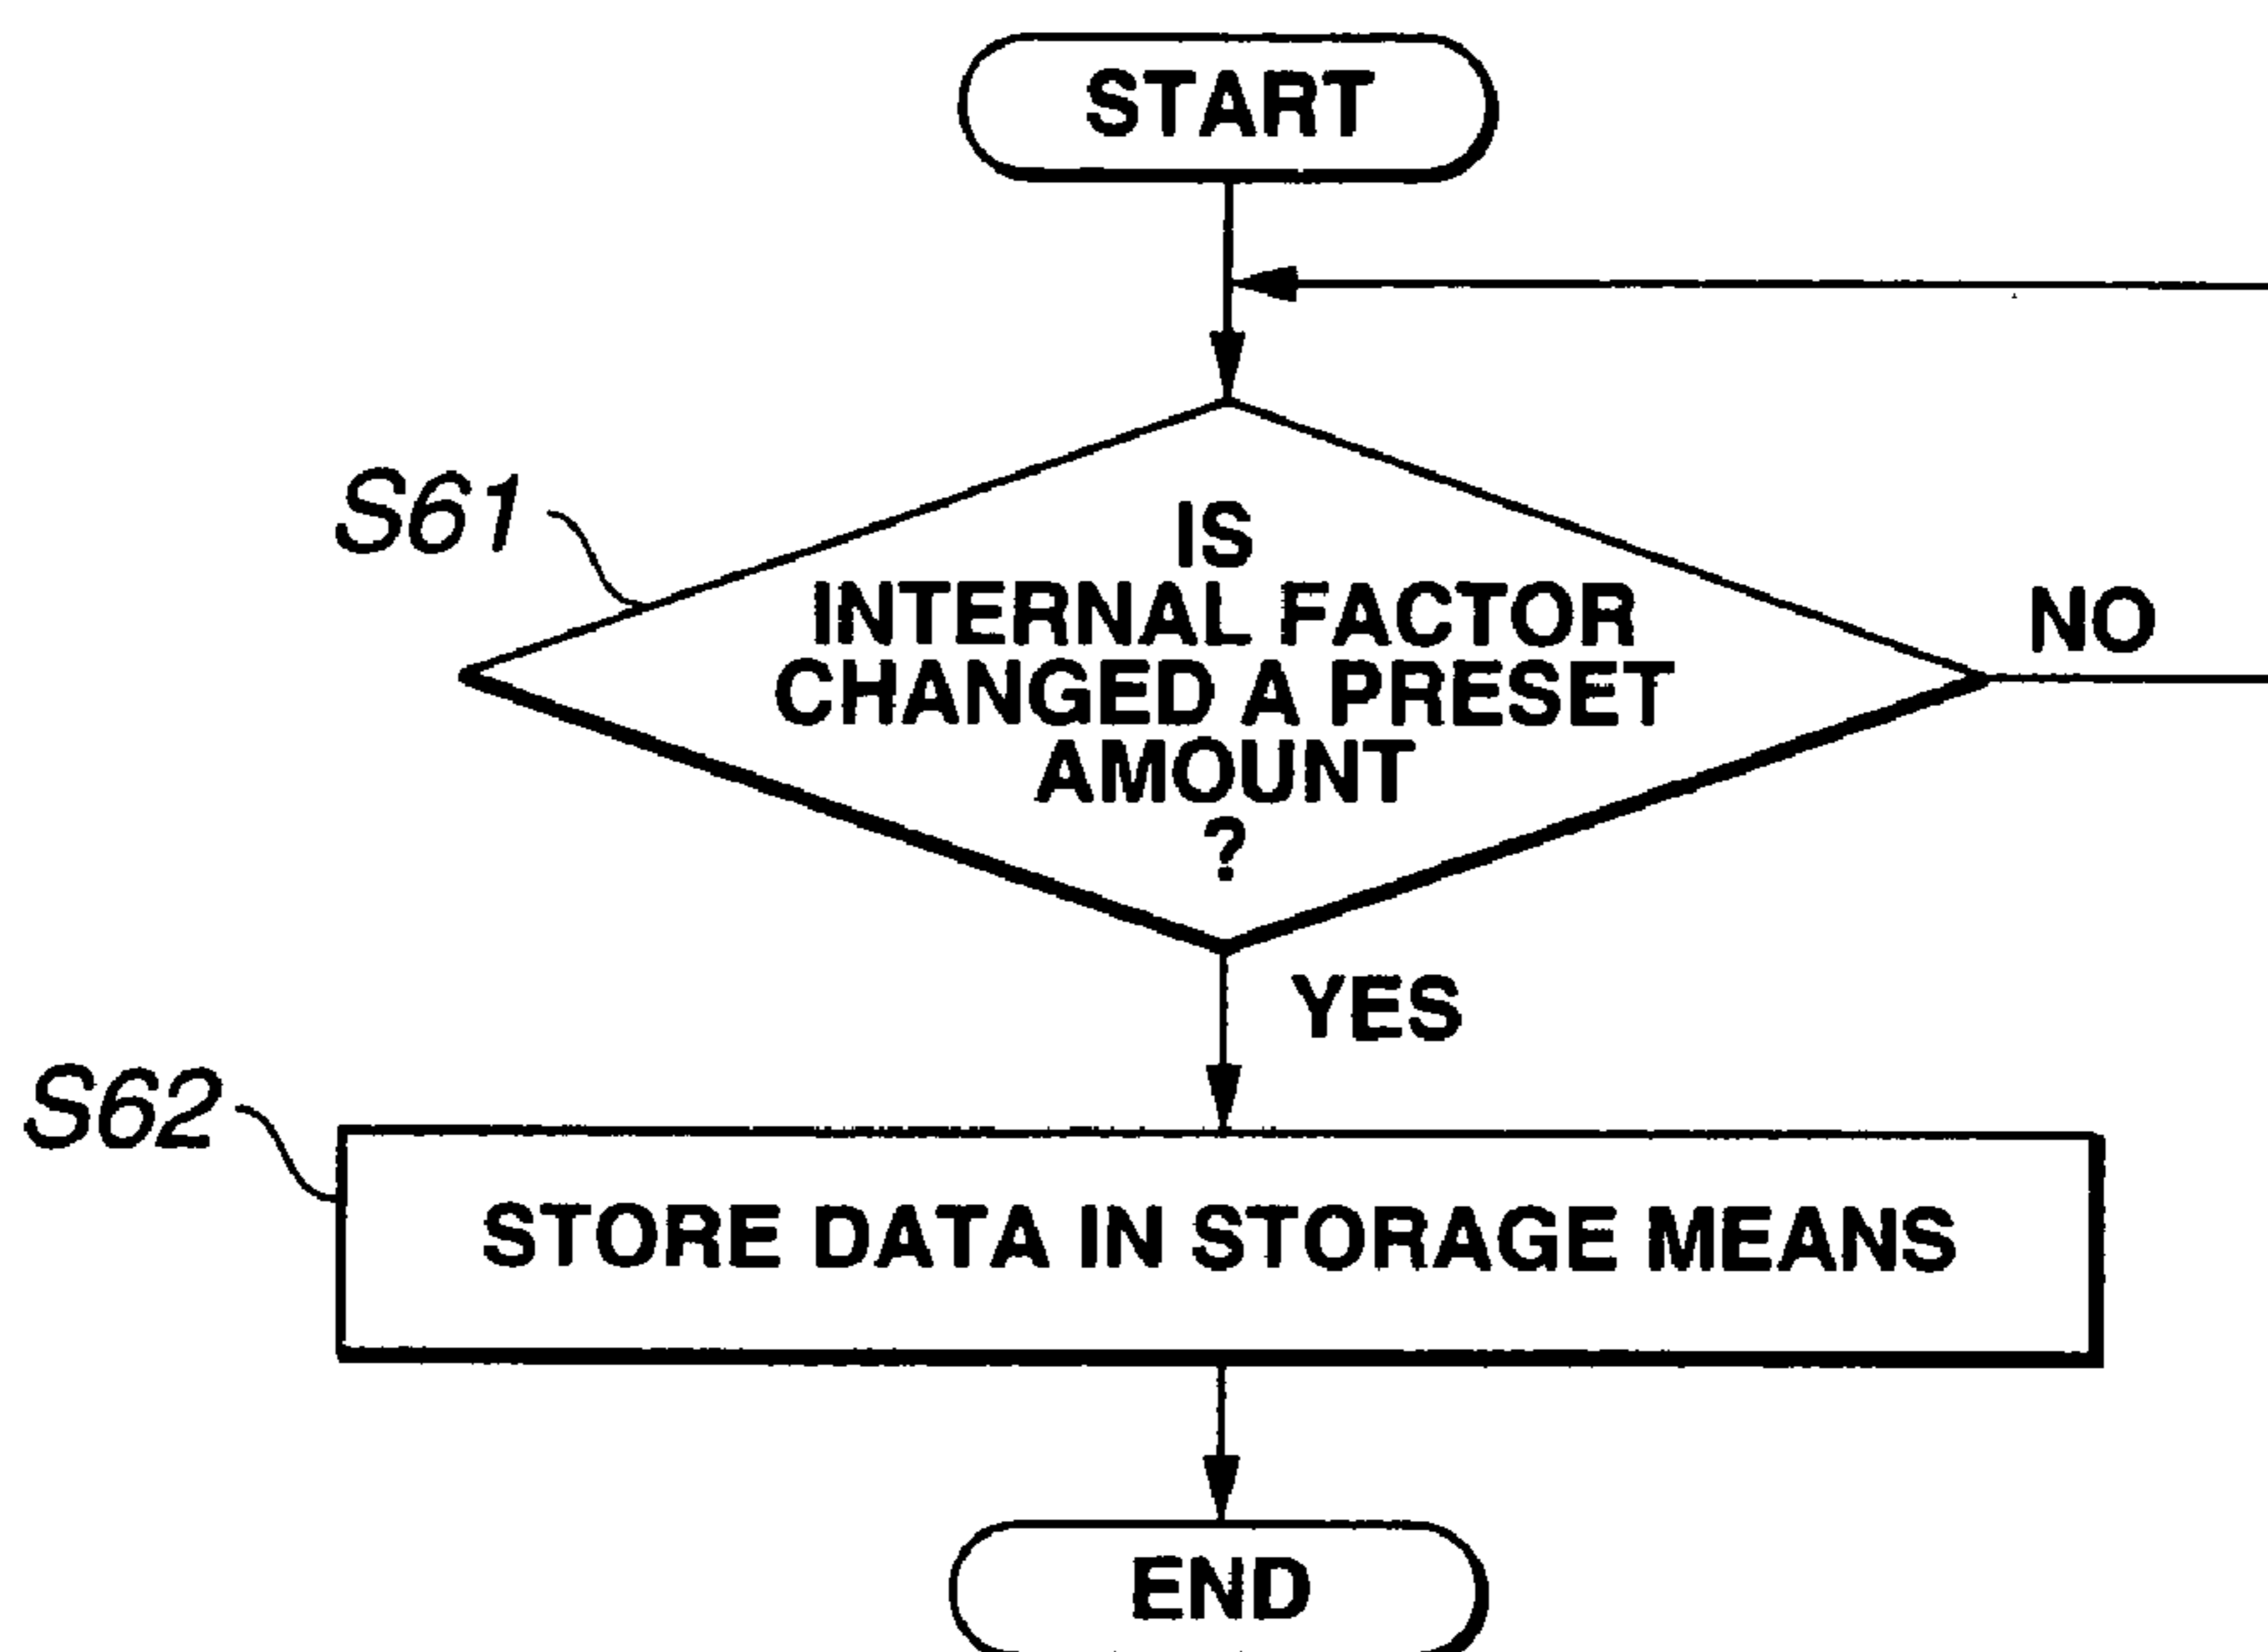 START
S61
IS
INTERNAL FACTOR
CHANGED A PRESET
AMOUNT
?
NO
YES
S62
STORE DATA IN STORAGE MEANS
END